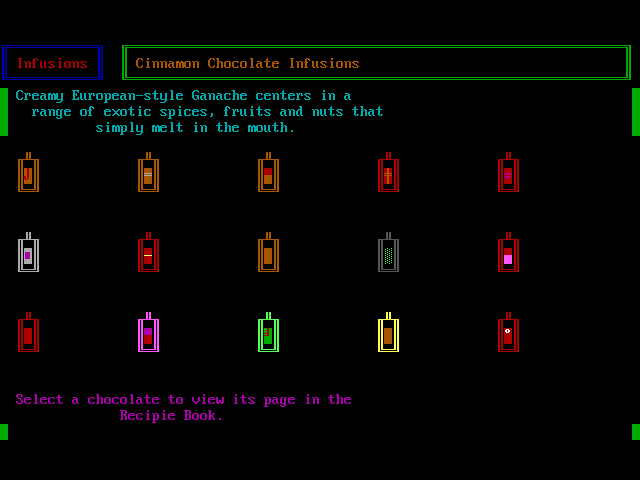 Infusions
Cinnamon Chocolate Infusions
Creamy European-style Ganache centers in a
range of exotic spices, fruits and nuts that
simply melt in the mouth.
Select a chocolate to view its page in the
Recipie Book.